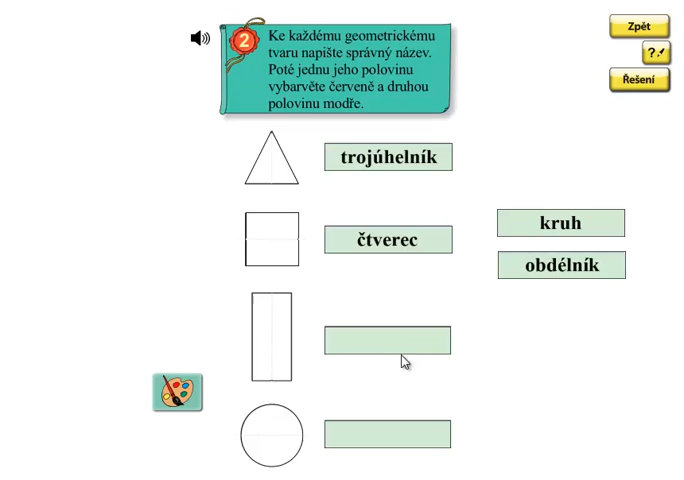 2
Ke každému geometrickému
tvaru napište správný název.
Poté jednu jeho polovinu
vybarvěte červeně a druhou
polovinu modře.
Zpět
?
Řešení
trojúhelník
čtverec
kruh
obdélník